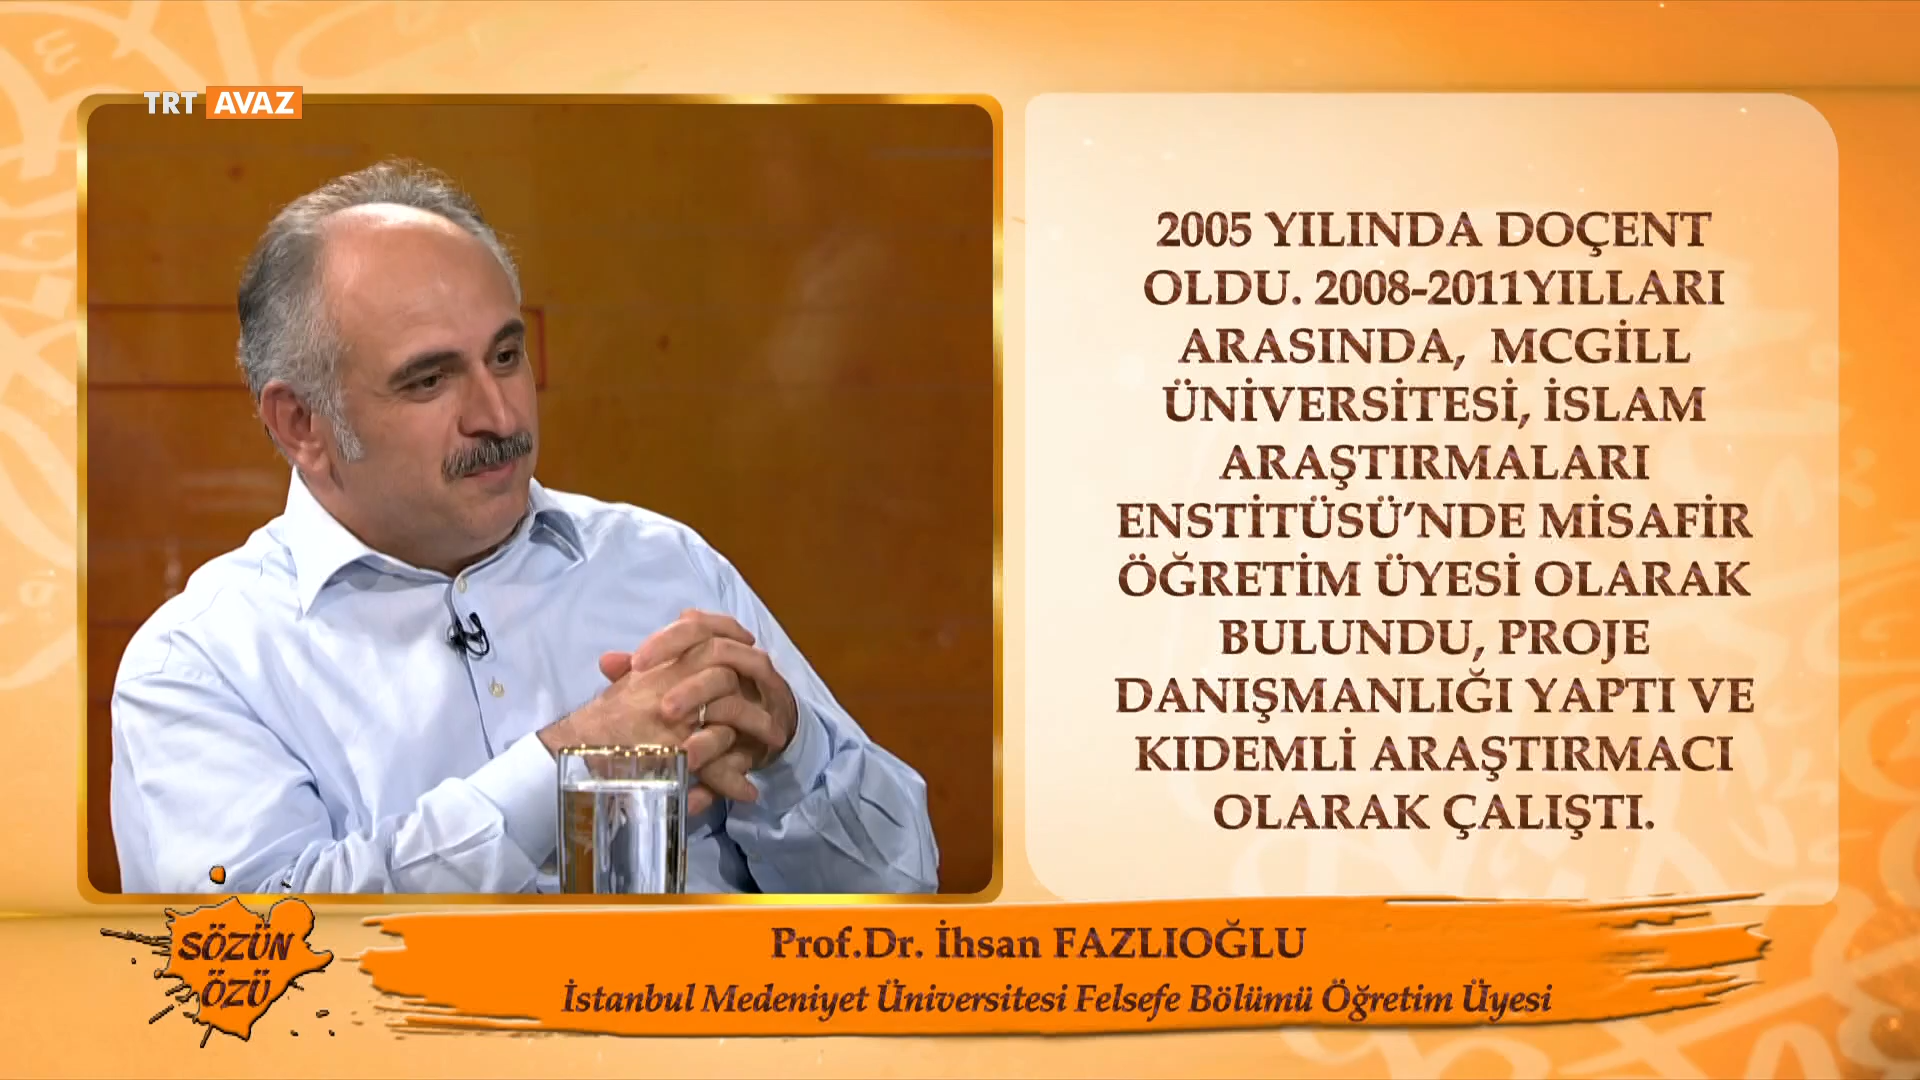 TRT AVAZ
2005 YILINDA DOÇENT
OLDU. 2008-2011YILLARI
ARASINDA, MCGİLL
ÜNİVERSİTESİ, İSLAM
ARAŞTIRMALARI
ENSTİTÜSÜ’NDE MİSAFİR
ÖĞRETİM ÜYESİ OLARAK
BULUNDU, PROJE
DANIŞMANLIĞI YAPTI VE
KIDEMLİ ARAŞTIRMACI
OLARAK ÇALIŞTI.
SÖZÜN
ÖZÜ
Prof.Dr. İhsan FAZLIOĞLU
İstanbul Medeniyet Üniversitesi Felsefe Bölümü Öğretim Üyesi